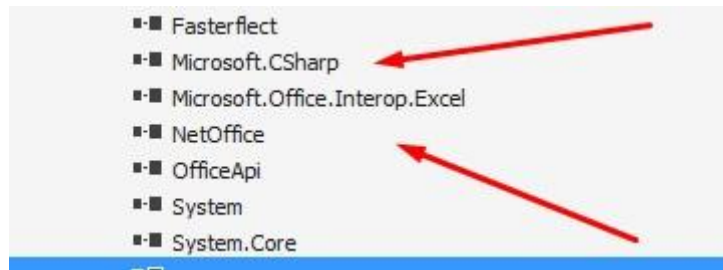 Fasterflect
Microsoft.CSharp
Microsoft.Office.Interop.Excel
NetOffice
OfficeApi
System
System.Core